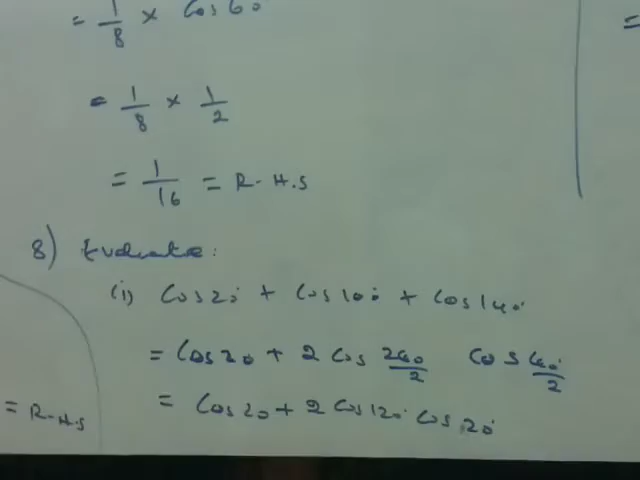 = 1/8 × Cos 60
=
= 1/8 × 1/2
= 1/16 = R-H.S
8) Evaluate:
(i) Cos 20° + Cos 100° + Cos 140°
= Cos 20 + 2 Cos 240/2 Cos 40°/2
= R-H.S
= Cos 20 + 2 Cos 120° Cos 20°